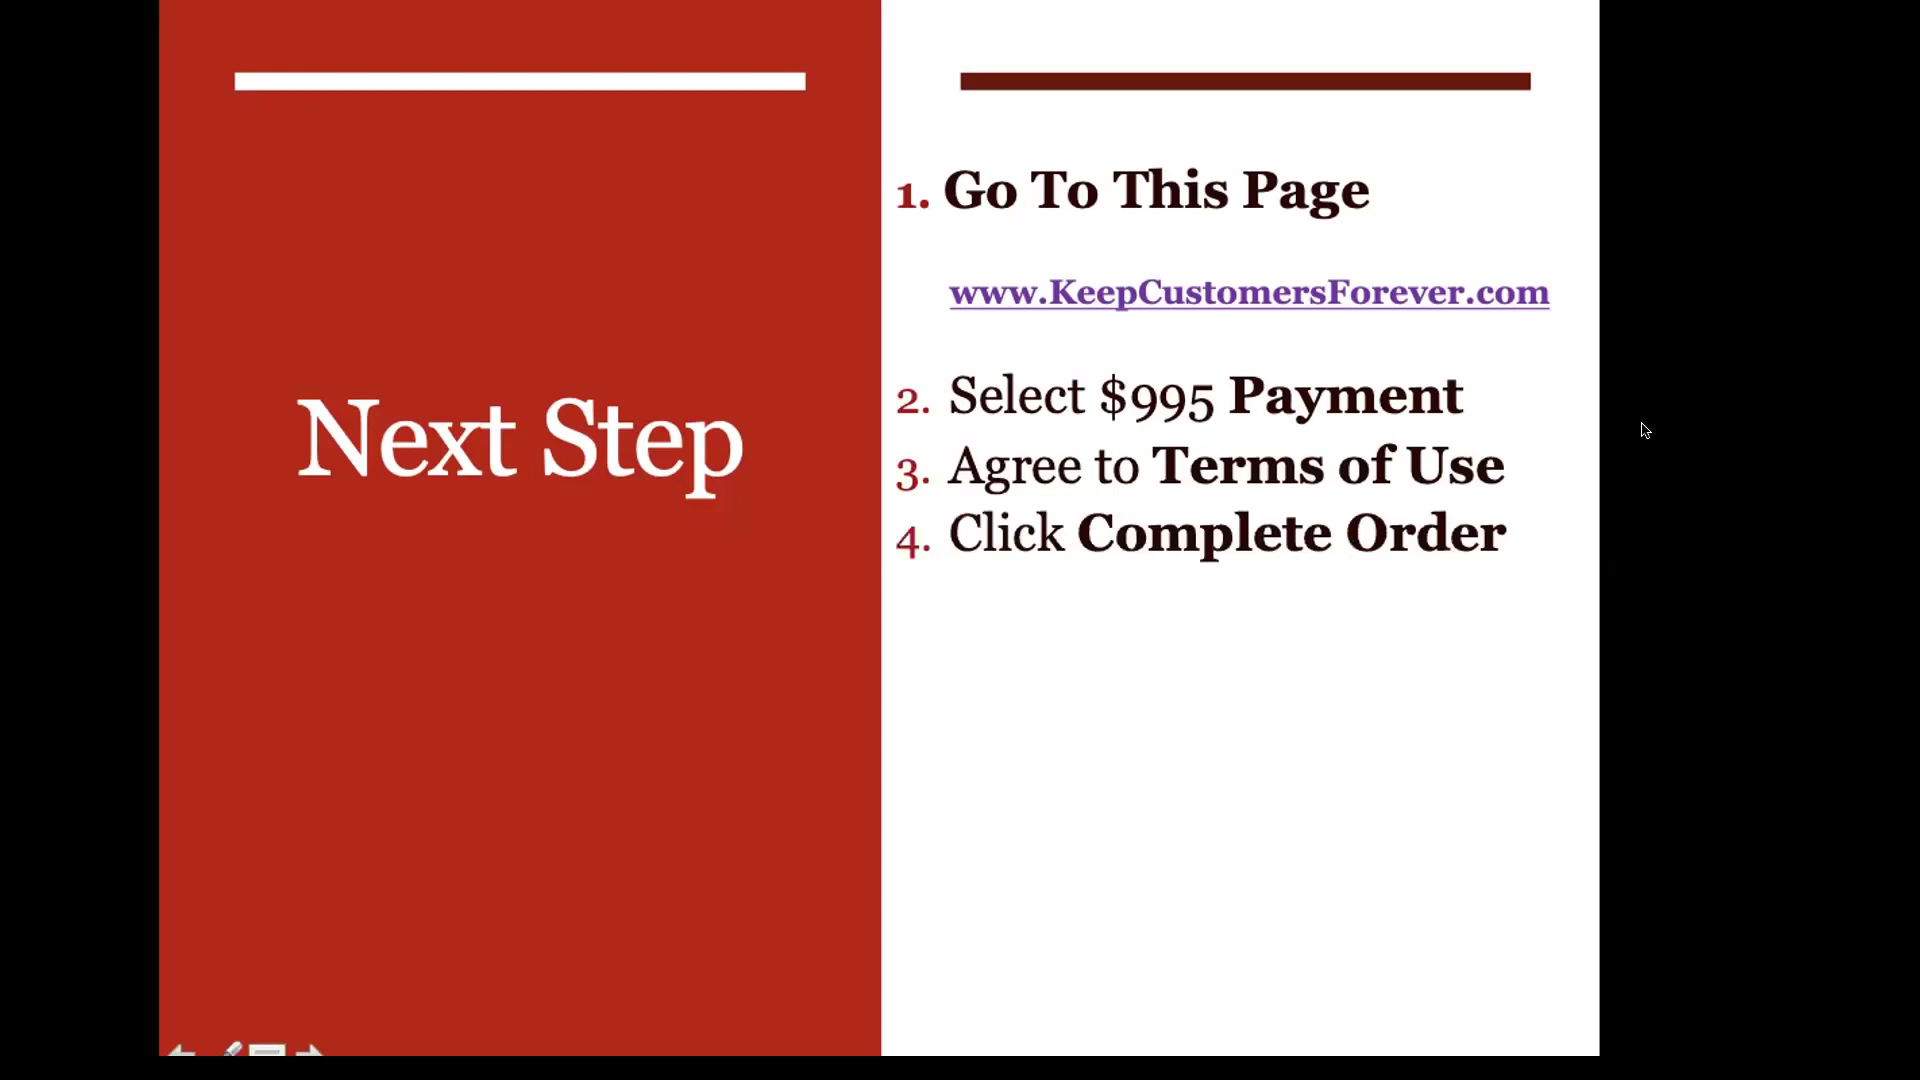 Next Step
1. Go To This Page
www.KeepCustomersForever.com
2. Select $995 Payment
3. Agree to Terms of Use
4. Click Complete Order